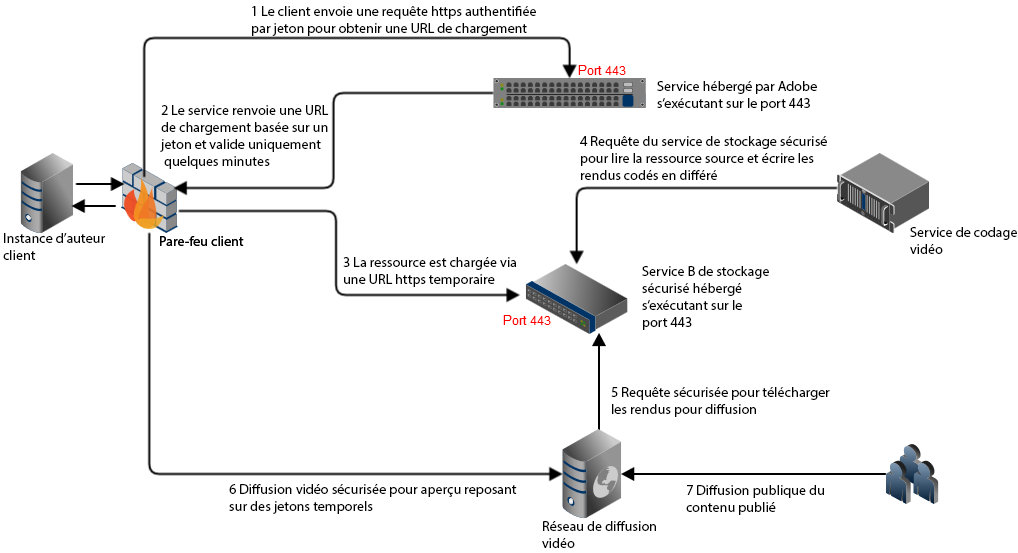 1 Le client envoie une requête https authentifiée
par jeton pour obtenir une URL de chargement
Port 443
Service hébergé par Adobe
s’exécutant sur le port 443
2 Le service renvoie une URL
de chargement basée sur un
jeton et valide uniquement
quelques minutes
4 Requête du service de stockage sécurisé
pour lire la ressource source et écrire les
rendus codés en différé
Instance d’auteur
client
Pare-feu client
Service de codage
vidéo
3 La ressource est chargée via
une URL https temporaire
Service B de stockage
sécurisé hébergé
s’exécutant sur le
port 443
Port 443
5 Requête sécurisée pour télécharger
les rendus pour diffusion
6 Diffusion vidéo sécurisée pour aperçu reposant
sur des jetons temporels
7 Diffusion publique du
contenu publié
Réseau de diffusion
vidéo